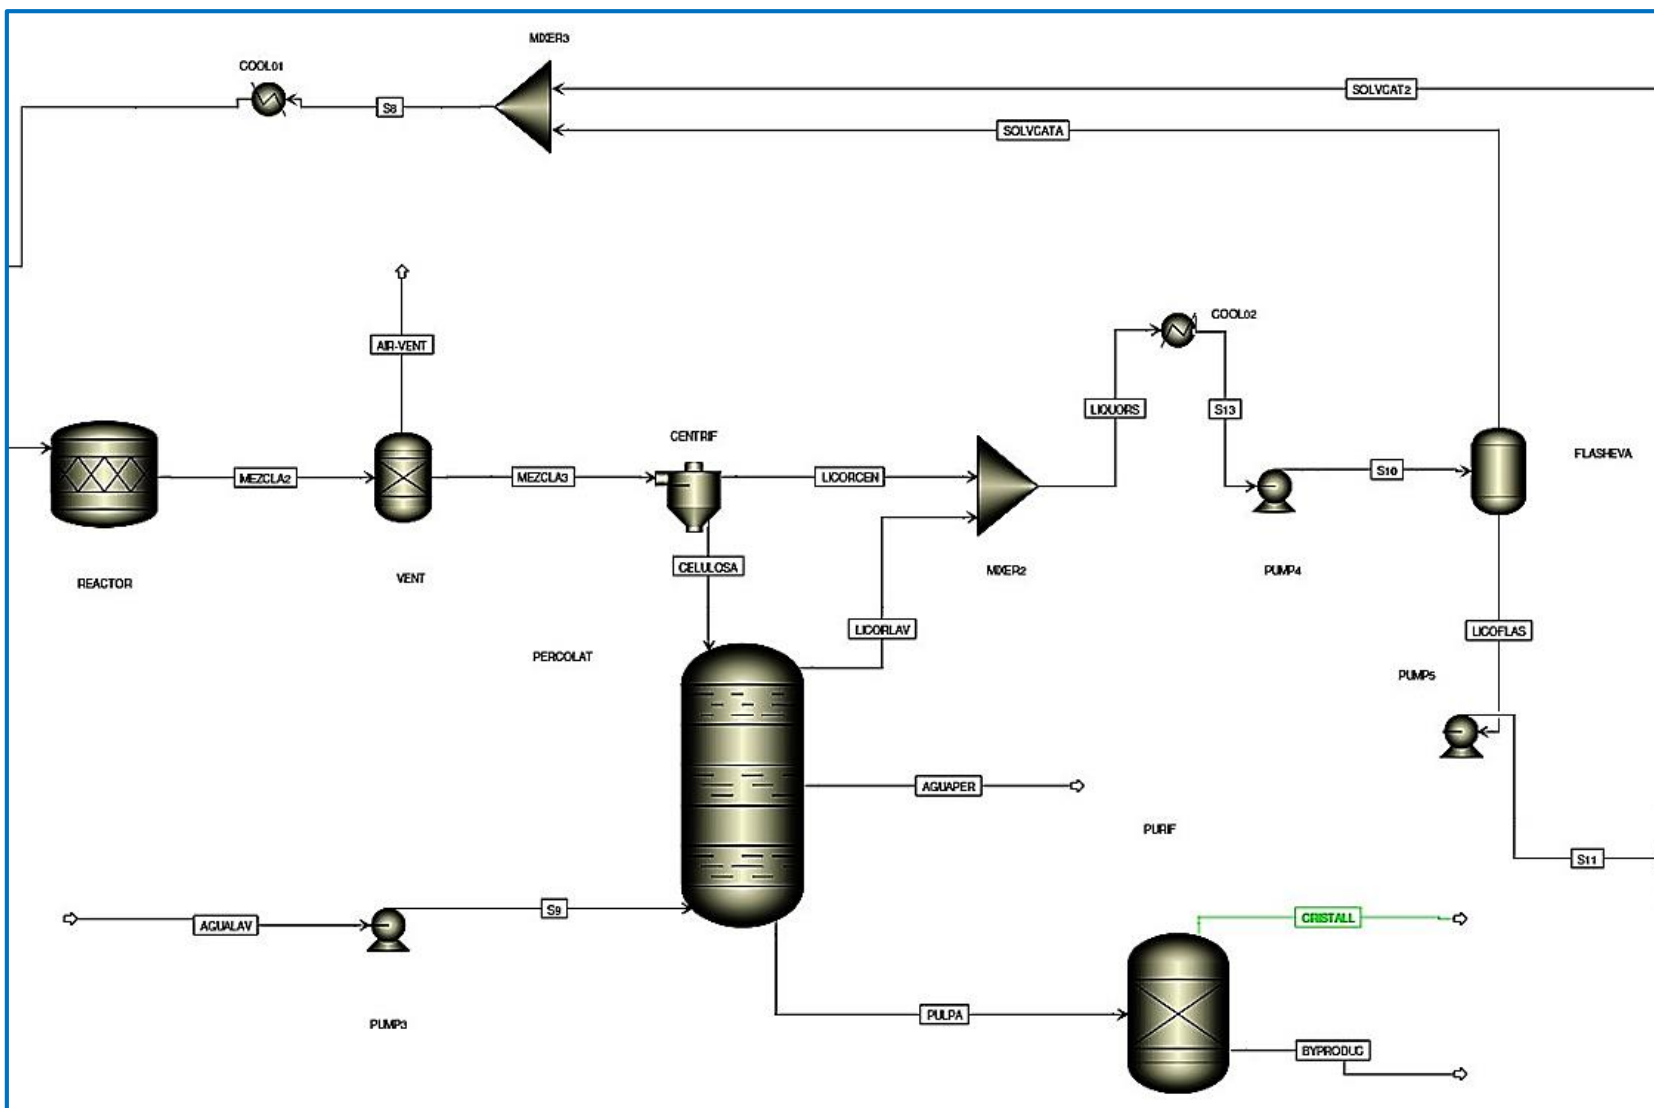 MIXER3
COOL01
SOLVCAT2
S8
SOLVCATA
AIR-VENT
COOL02
LIQUORS
S13
CENTRIF
FLASHEVA
MEZCLA2
MEZCLA3
LICORCEN
S10
REACTOR
VENT
CELULOSA
MIXER2
PUMP4
LICORLAV
LICOFLAS
PERCOLAT
PUMP5
AGUAPER
PURIF
S11
AGUALAV
S9
CRISTALL
PULPA
PUMP3
BYPRODUC